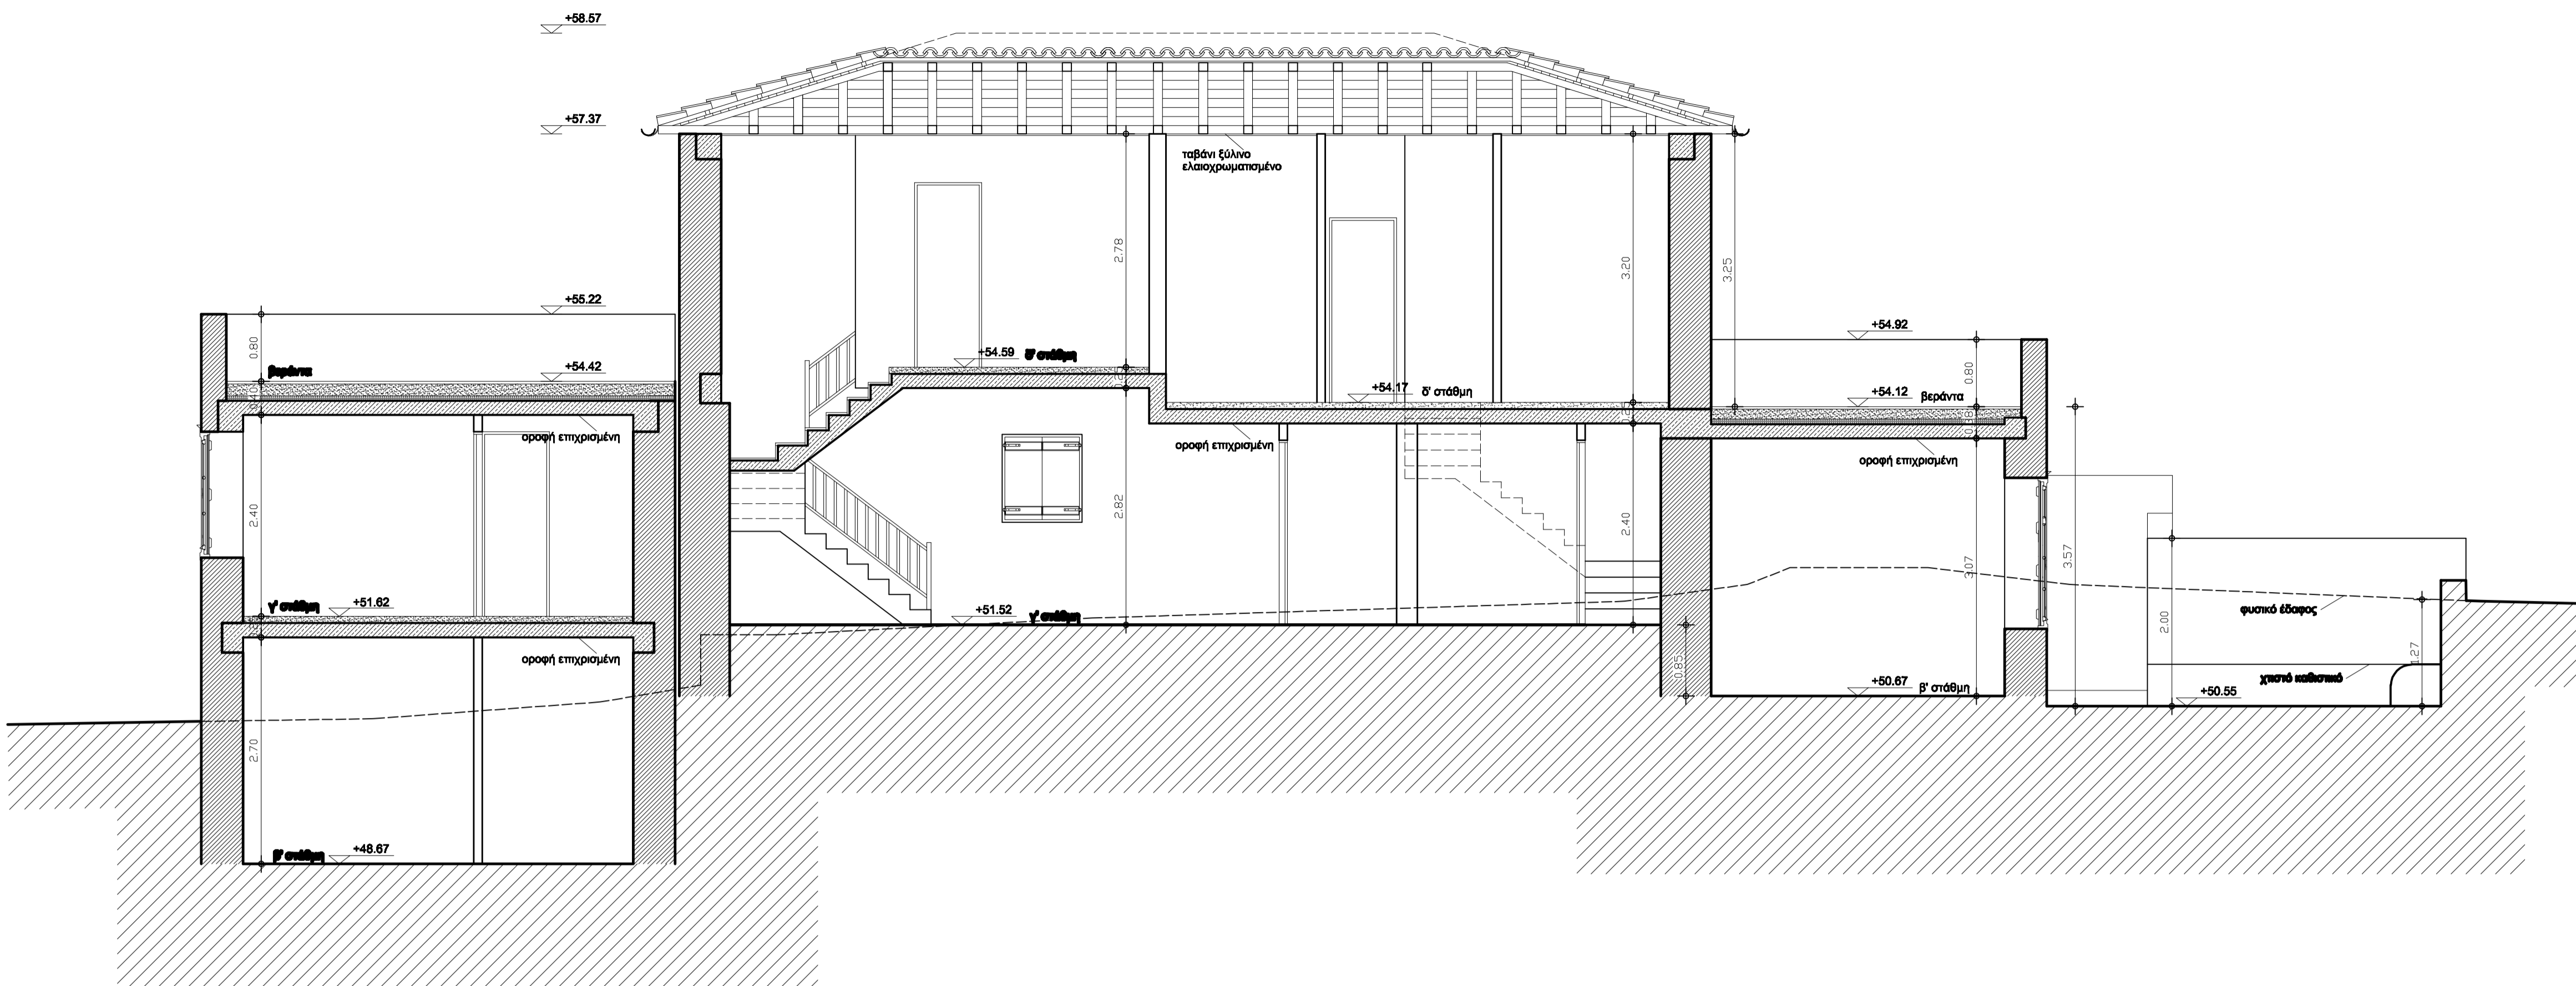 +58.57
+57.37
ταβάνι ξύλινο
ελαιοχρωματισμένο
2.78
3.20
3.25
+55.22
0.80
βεράντα
+54.42
+54.59 δ' στάθμη
+54.17 δ' στάθμη
+54.92
0.80
+54.12 βεράντα
οροφή επιχρισμένη
οροφή επιχρισμένη
οροφή επιχρισμένη
2.40
2.82
2.40
3.07
3.57
γ' στάθμη +51.62
+51.52 γ' στάθμη
φυσικό έδαφος
2.00
1.27
οροφή επιχρισμένη
0.85
+50.67 β' στάθμη
χτιστό καθιστικό
+50.55
2.70
β' στάθμη +48.67